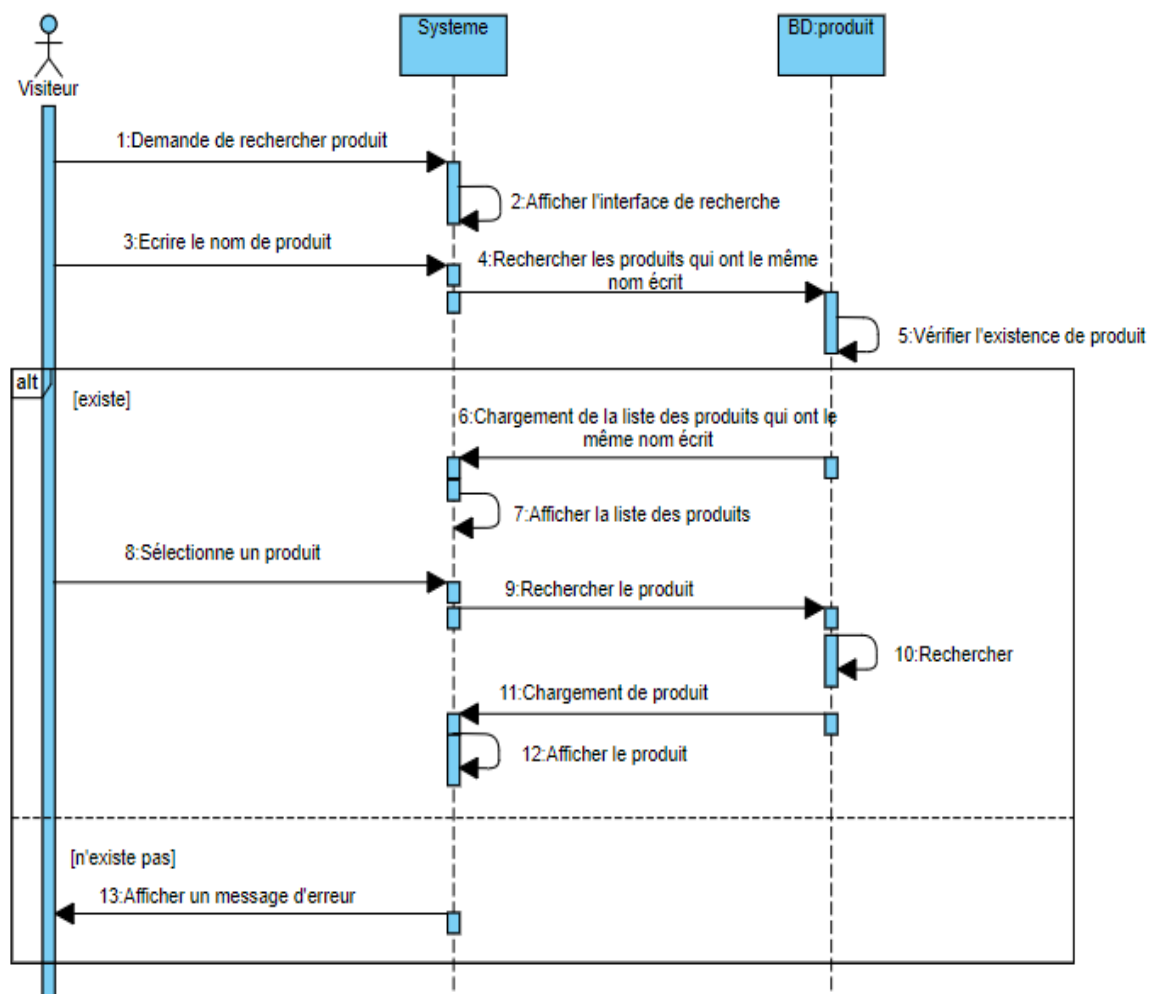 Systeme
BD:produit
Visiteur
1:Demande de rechercher produit
2:Afficher l'interface de recherche
3:Ecrire le nom de produit
4:Rechercher les produits qui ont le même
nom écrit
5:Vérifier l'existence de produit
alt
[existe]
6:Chargement de la liste des produits qui ont le
même nom écrit
7:Afficher la liste des produits
8:Sélectionne un produit
9:Rechercher le produit
10:Rechercher
11:Chargement de produit
12:Afficher le produit
[n'existe pas]
13:Afficher un message d'erreur